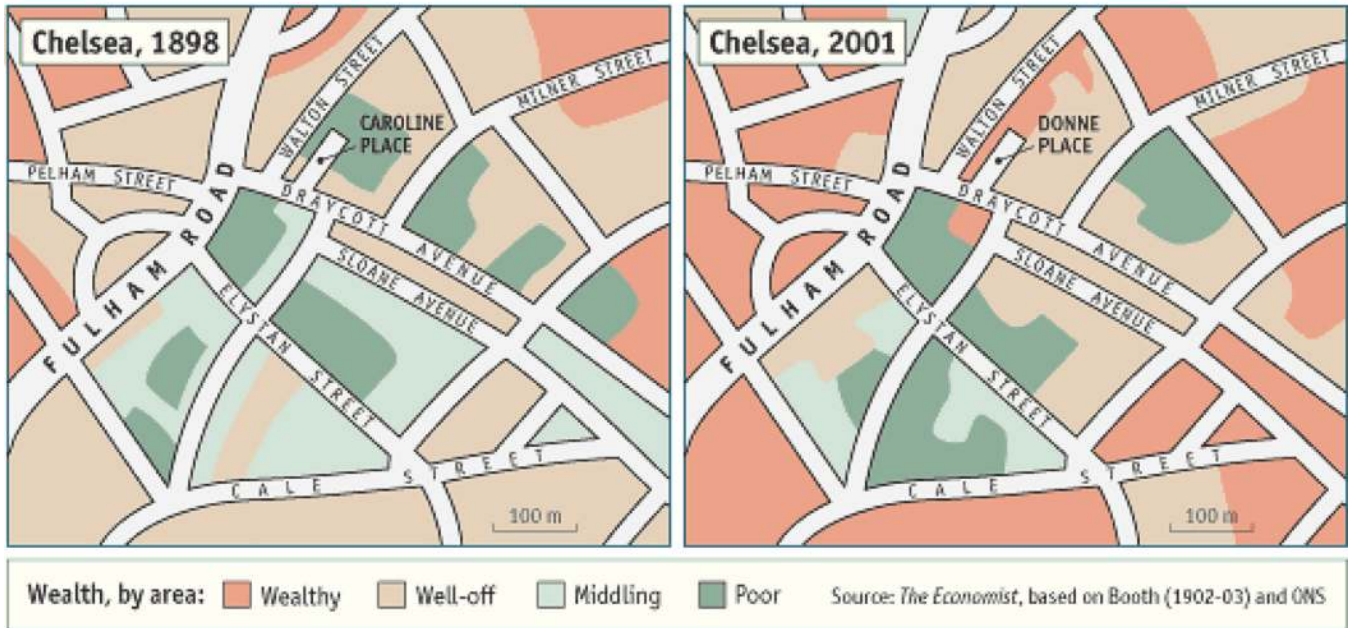 Chelsea, 1898
WALTON STREET
MILNER STREET
CAROLINE
PLACE
PELHAM STREET
DRAYCOTT AVENUE
FULHAM ROAD
SLOANE AVENUE
ELYSTAN STREET
CALE STREET
100 m
Chelsea, 2001
WALTON STREET
MILNER STREET
DONNE
PLACE
PELHAM STREET
DRAYCOTT AVENUE
FULHAM ROAD
SLOANE AVENUE
ELYSTAN STREET
CALE STREET
100 m
Wealth, by area: Wealthy Well-off Middling Poor Source: The Economist, based on Booth (1902-03) and ONS